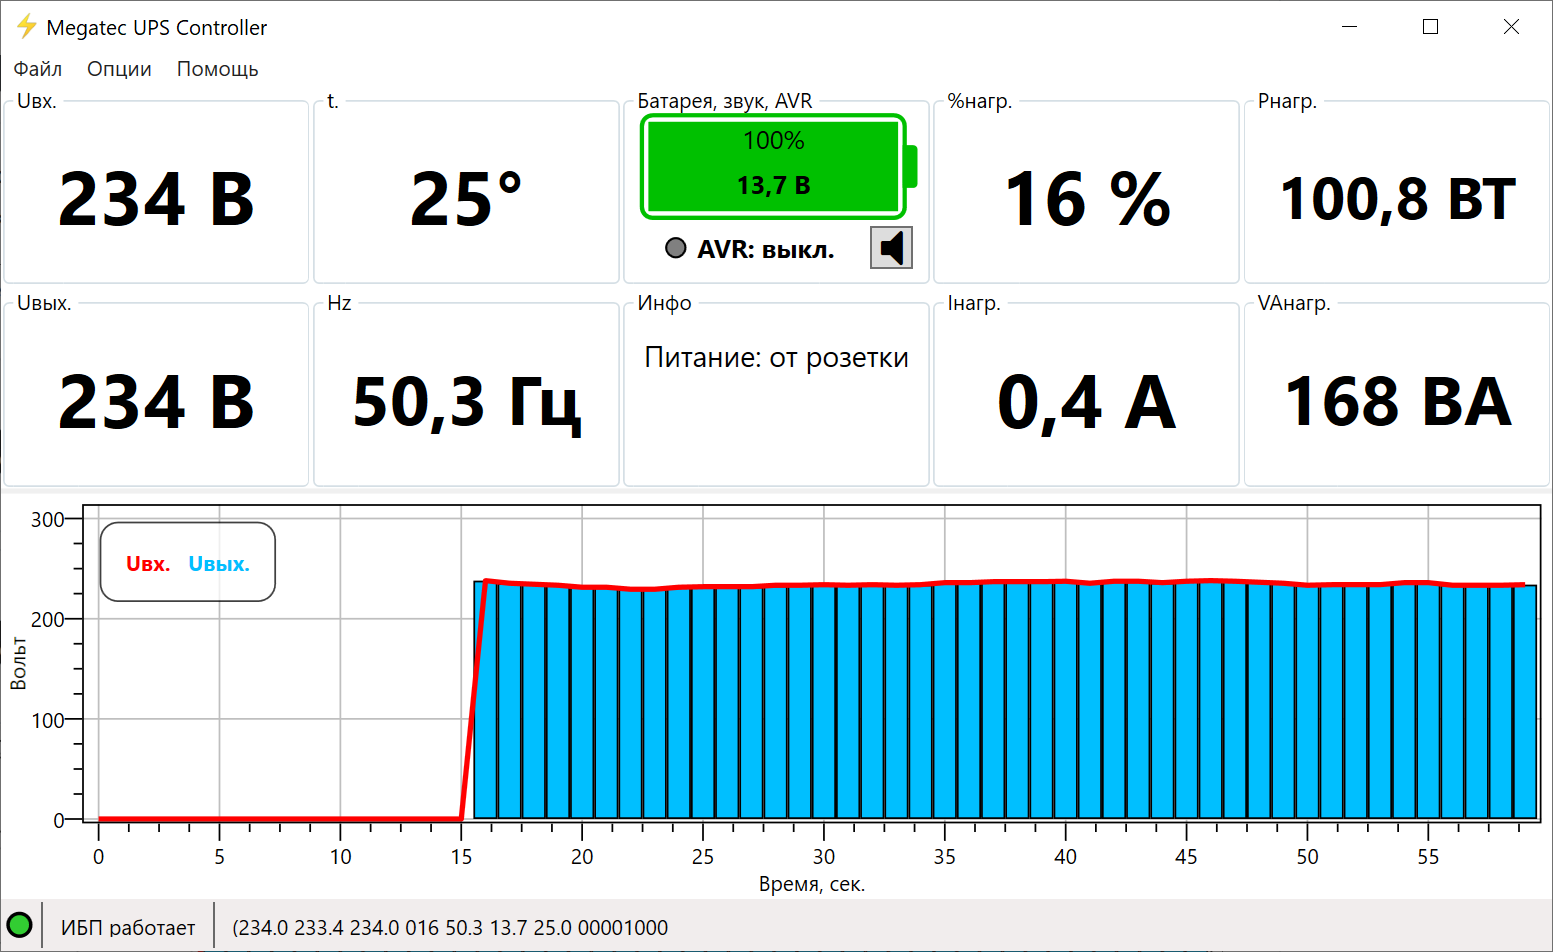 Megatec UPS Controller
Файл Опции Помощь
Uвх.
234 В
t.
25°
Батарея, звук, AVR
100%
13,7 В
AVR: выкл.
%нагр.
16 %
Pнагр.
100,8 ВТ
Uвых.
234 В
Hz
50,3 Гц
Инфо
Питание: от розетки
Iнагр.
0,4 А
VAнагр.
168 ВА
Uвх. Uвых.
300
200
100
0
Вольт
0 5 10 15 20 25 30 35 40 45 50 55
Время, сек.
ИБП работает (234.0 233.4 234.0 016 50.3 13.7 25.0 00001000